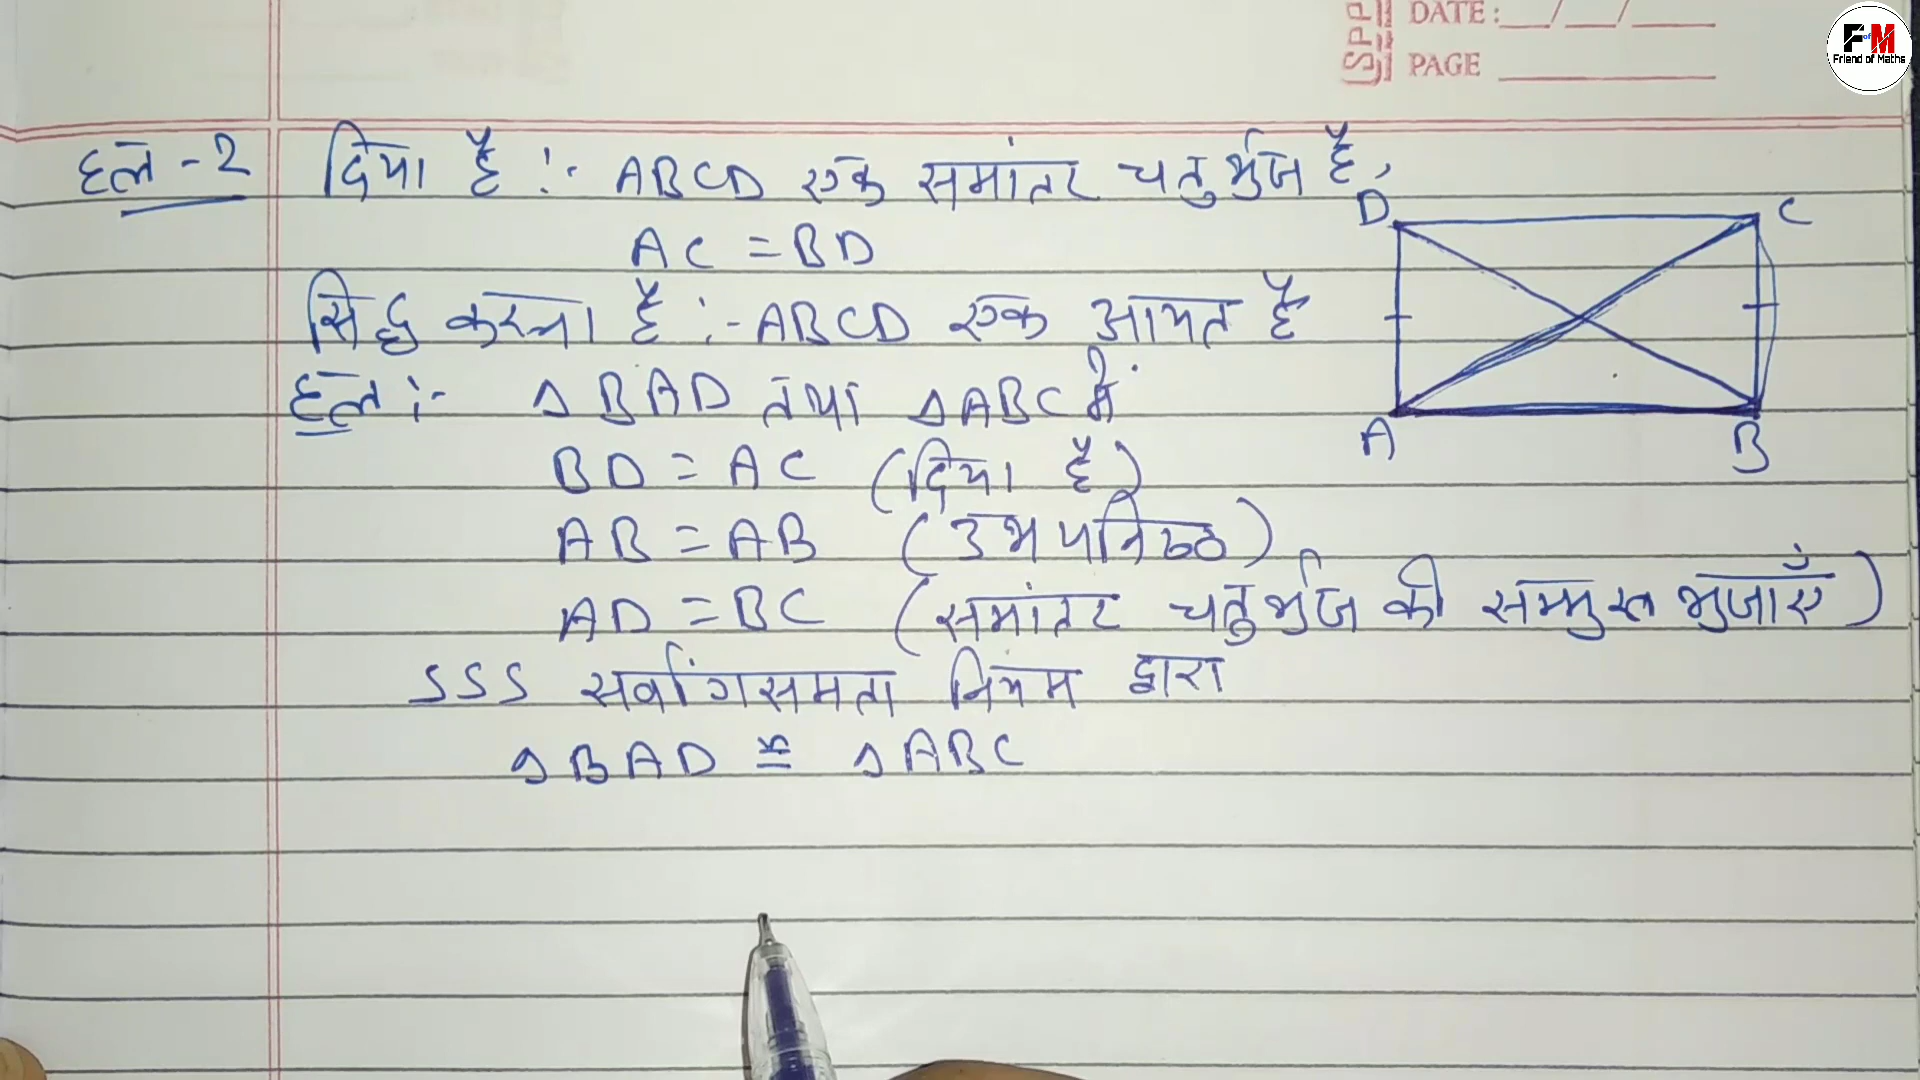 DATE : __/__/____
PAGE ________
FofM
Friend of Maths
हल - 2 दिया है :- ABCD एक समांतर चतुर्भुज है,
AC = BD
सिद्ध करना है :- ABCD एक आयत है
हल :- △BAD तथा △ABC में
BD = AC (दिया है)
AB = AB (उभयनिष्ठ)
AD = BC (समांतर चतुर्भुज की सम्मुख भुजाएँ)
SSS सर्वांगसमता नियम द्वारा
△BAD ≅ △ABC
D C
A B